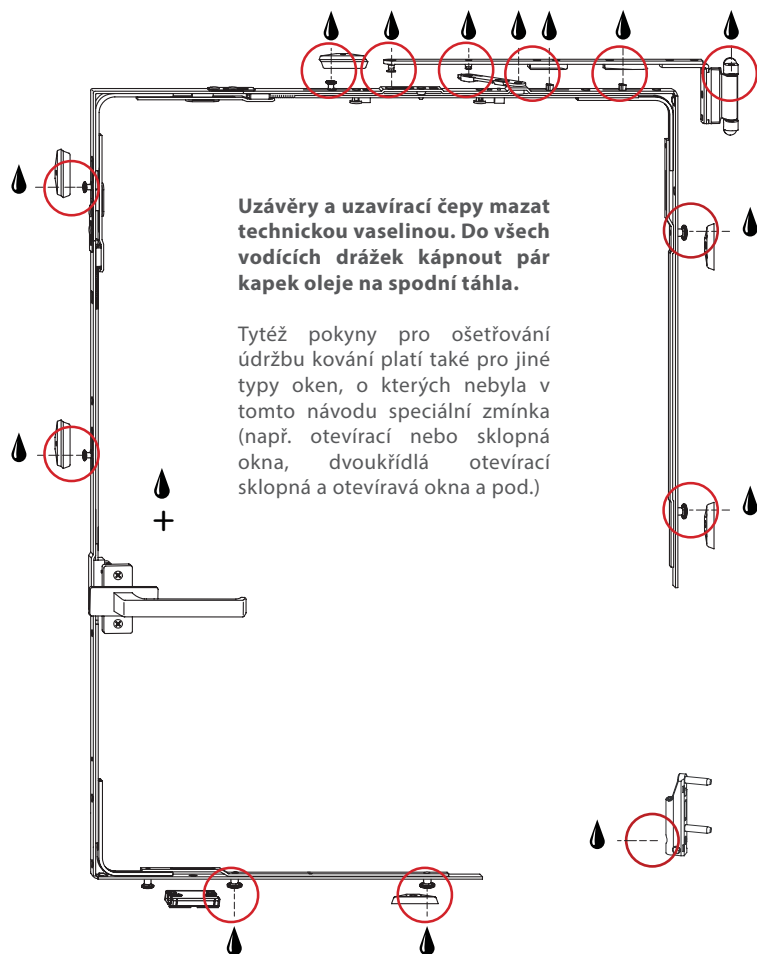 Uzávěry a uzavírací čepy mazat
technickou vaselinou. Do všech
vodících drážek kápnout pár
kapek oleje na spodní táhla.
Tytéž pokyny pro ošetřování
údržbu kování platí také pro jiné
typy oken, o kterých nebyla v
tomto návodu speciální zmínka
(např. otevírací nebo sklopná
okna, dvoukřídlá otevírací
sklopná a otevíravá okna a pod.)
+